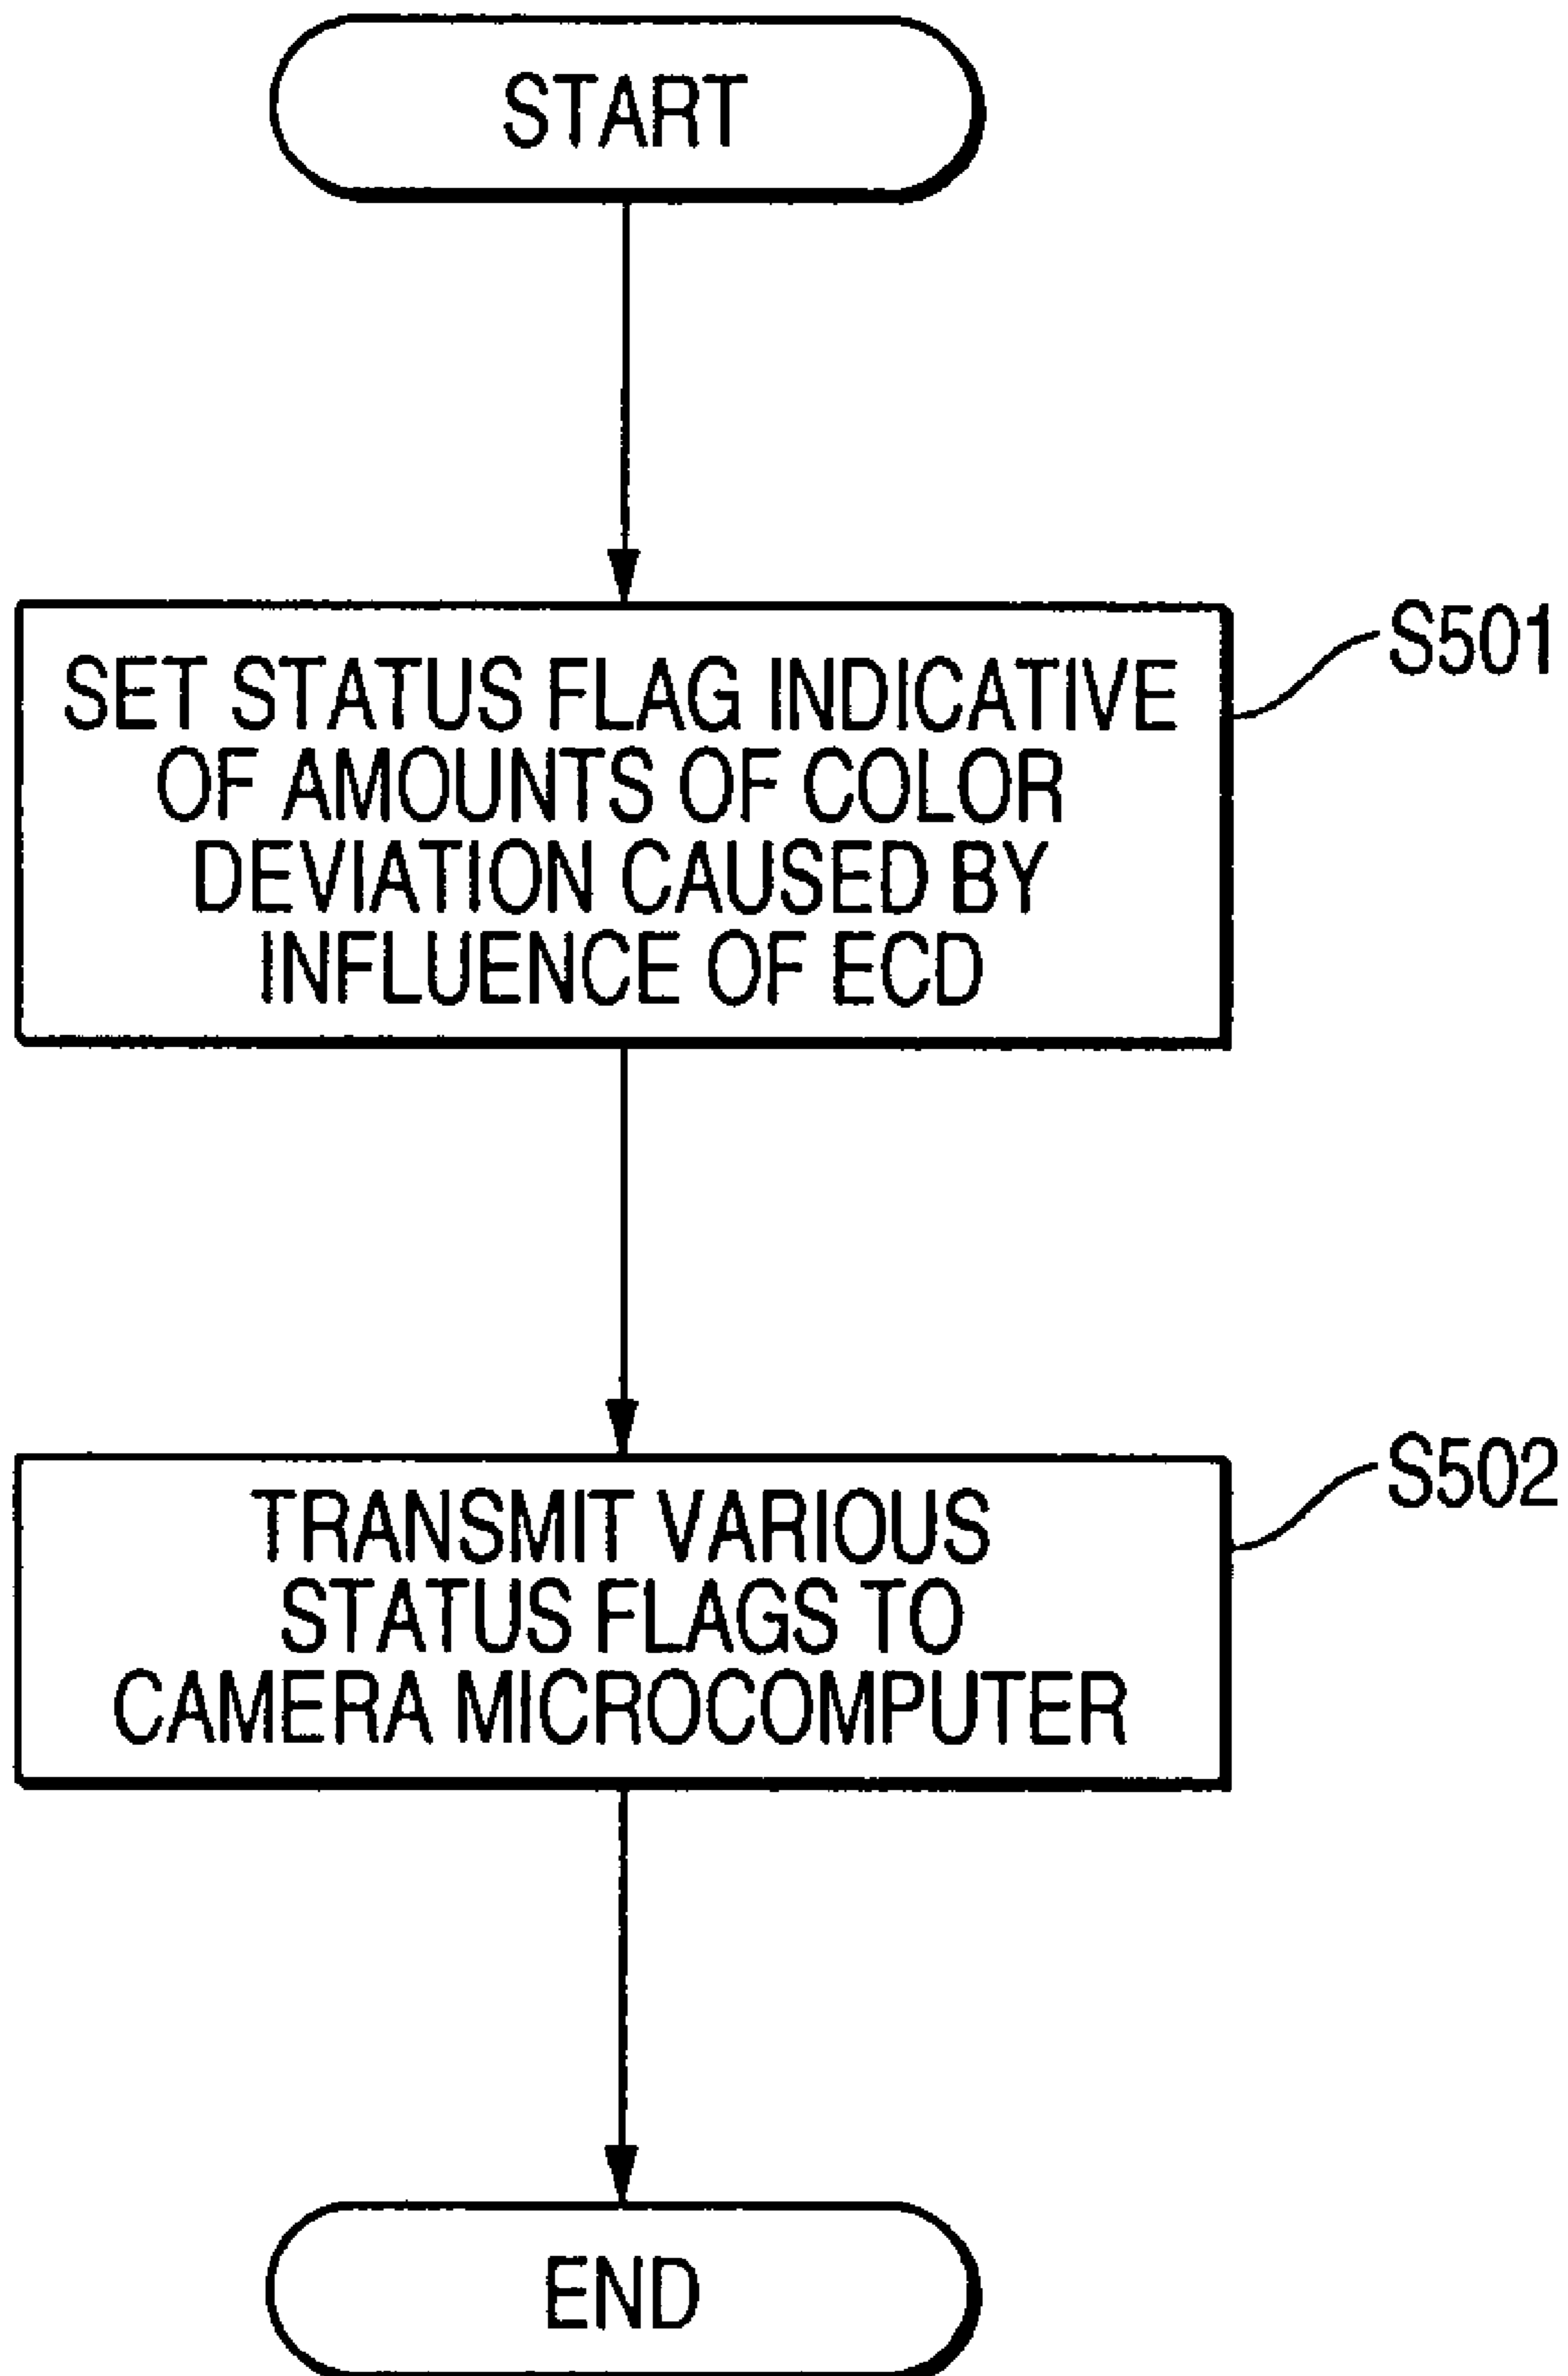 START
S501
SET STATUS FLAG INDICATIVE
OF AMOUNTS OF COLOR
DEVIATION CAUSED BY
INFLUENCE OF ECD
S502
TRANSMIT VARIOUS
STATUS FLAGS TO
CAMERA MICROCOMPUTER
END